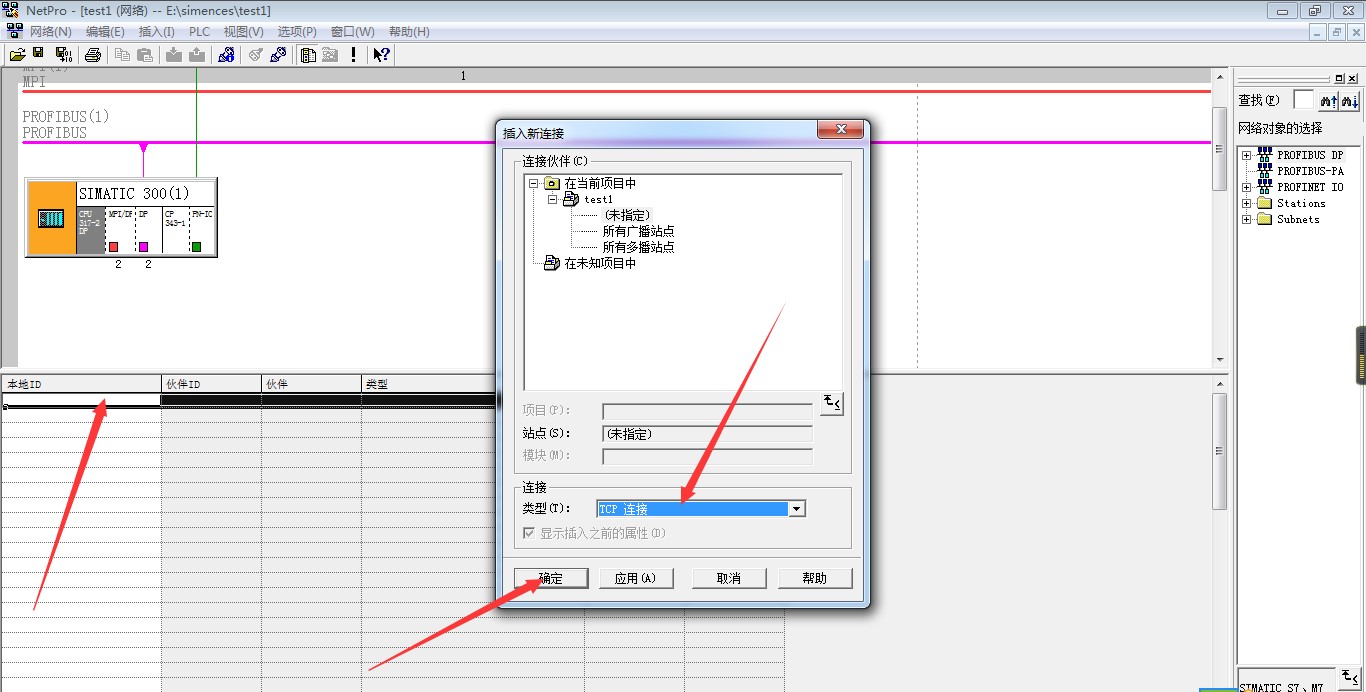 NetPro - [test1 (网络) -- E:\simences\test1]
网络(N) 编辑(E) 插入(I) PLC 视图(V) 选项(P) 窗口(W) 帮助(H)
1
MPI
PROFIBUS(1)
PROFIBUS
SIMATIC 300(1)
CPU 317-2 DP
MPI/DP
DP
CP 343-1
PN-IO
2 2
本地ID 伙伴ID 伙伴 类型
插入新连接
连接伙伴(C)
在当前项目中
test1
(未指定)
所有广播站点
所有多播站点
在未知项目中
项目(P):
站点(S): (未指定)
模块(M):
连接
类型(T): TCP 连接
显示插入之前的属性(D)
确定 应用(A) 取消 帮助
查找(F)
网络对象的选择
PROFIBUS DP
PROFIBUS-PA
PROFINET IO
Stations
Subnets
SIMATIC S7、M7